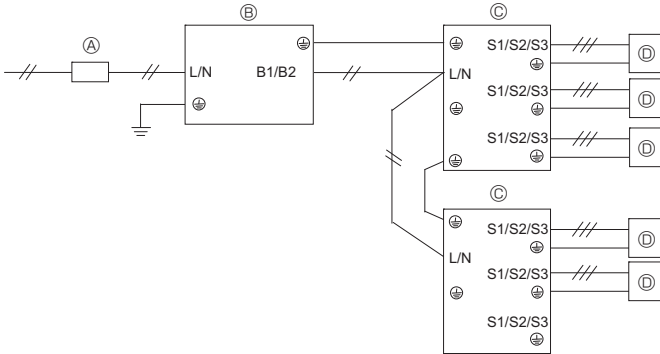 Ⓐ
Ⓑ
L/N B1/B2
Ⓒ
S1/S2/S3 Ⓓ
L/N
S1/S2/S3 Ⓓ
S1/S2/S3 Ⓓ
Ⓒ
S1/S2/S3 Ⓓ
L/N
S1/S2/S3 Ⓓ
S1/S2/S3